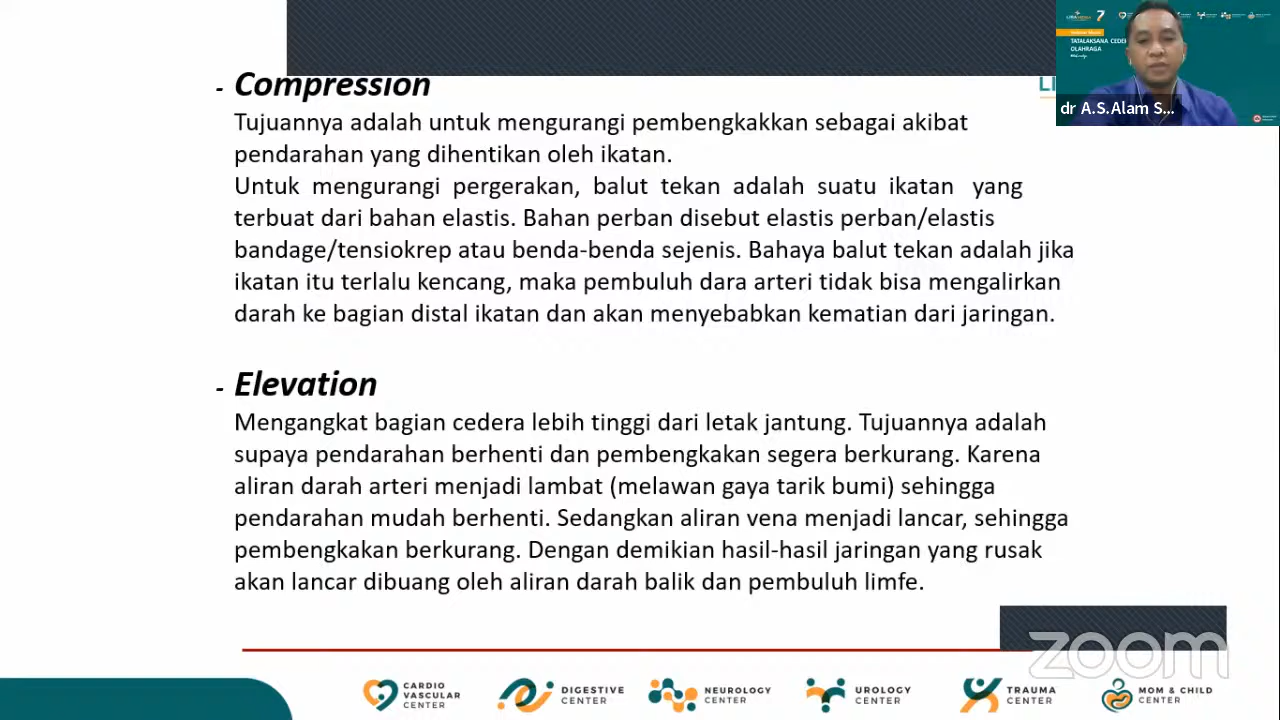 - Compression
Tujuannya adalah untuk mengurangi pembengkakkan sebagai akibat
pendarahan yang dihentikan oleh ikatan.
Untuk mengurangi pergerakan, balut tekan adalah suatu ikatan yang
terbuat dari bahan elastis. Bahan perban disebut elastis perban/elastis
bandage/tensiokrep atau benda-benda sejenis. Bahaya balut tekan adalah jika
ikatan itu terlalu kencang, maka pembuluh dara arteri tidak bisa mengalirkan
darah ke bagian distal ikatan dan akan menyebabkan kematian dari jaringan.
- Elevation
Mengangkat bagian cedera lebih tinggi dari letak jantung. Tujuannya adalah
supaya pendarahan berhenti dan pembengkakan segera berkurang. Karena
aliran darah arteri menjadi lambat (melawan gaya tarik bumi) sehingga
pendarahan mudah berhenti. Sedangkan aliran vena menjadi lancar, sehingga
pembengkakan berkurang. Dengan demikian hasil-hasil jaringan yang rusak
akan lancar dibuang oleh aliran darah balik dan pembuluh limfe.
TATALAKSANA
OLAHRAGA
dr A.S.Alam S...
zoom
CARDIO
VASCULAR
CENTER
DIGESTIVE
CENTER
NEUROLOGY
CENTER
UROLOGY
CENTER
TRAUMA
CENTER
MOM & CHILD
CENTER